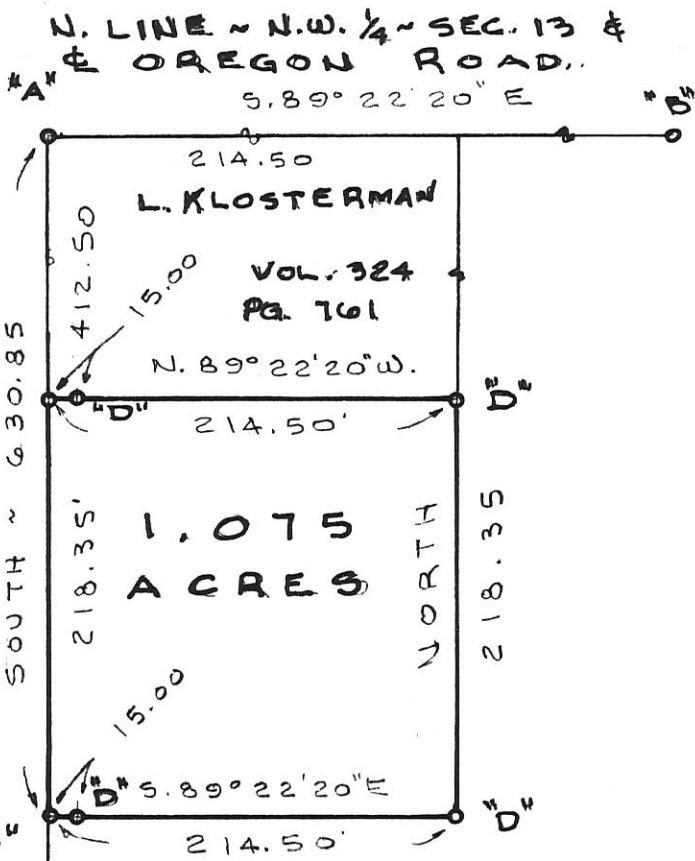 N. LINE ~ N.W. 1/4 ~ SEC. 13 &
℄ OREGON ROAD..
"A"
S.89° 22' 20" E
"B"
214.50
L. KLOSTERMAN
412.50
15.00
VOL. 324
PG. 761
N. 89° 22' 20" W.
"D"
214.50'
"D"
SOUTH ~ 630.85
218.35'
1.075
ACRES
NORTH
218.35
15.00
"D"
S.89° 22' 20" E
214.50'
"D"